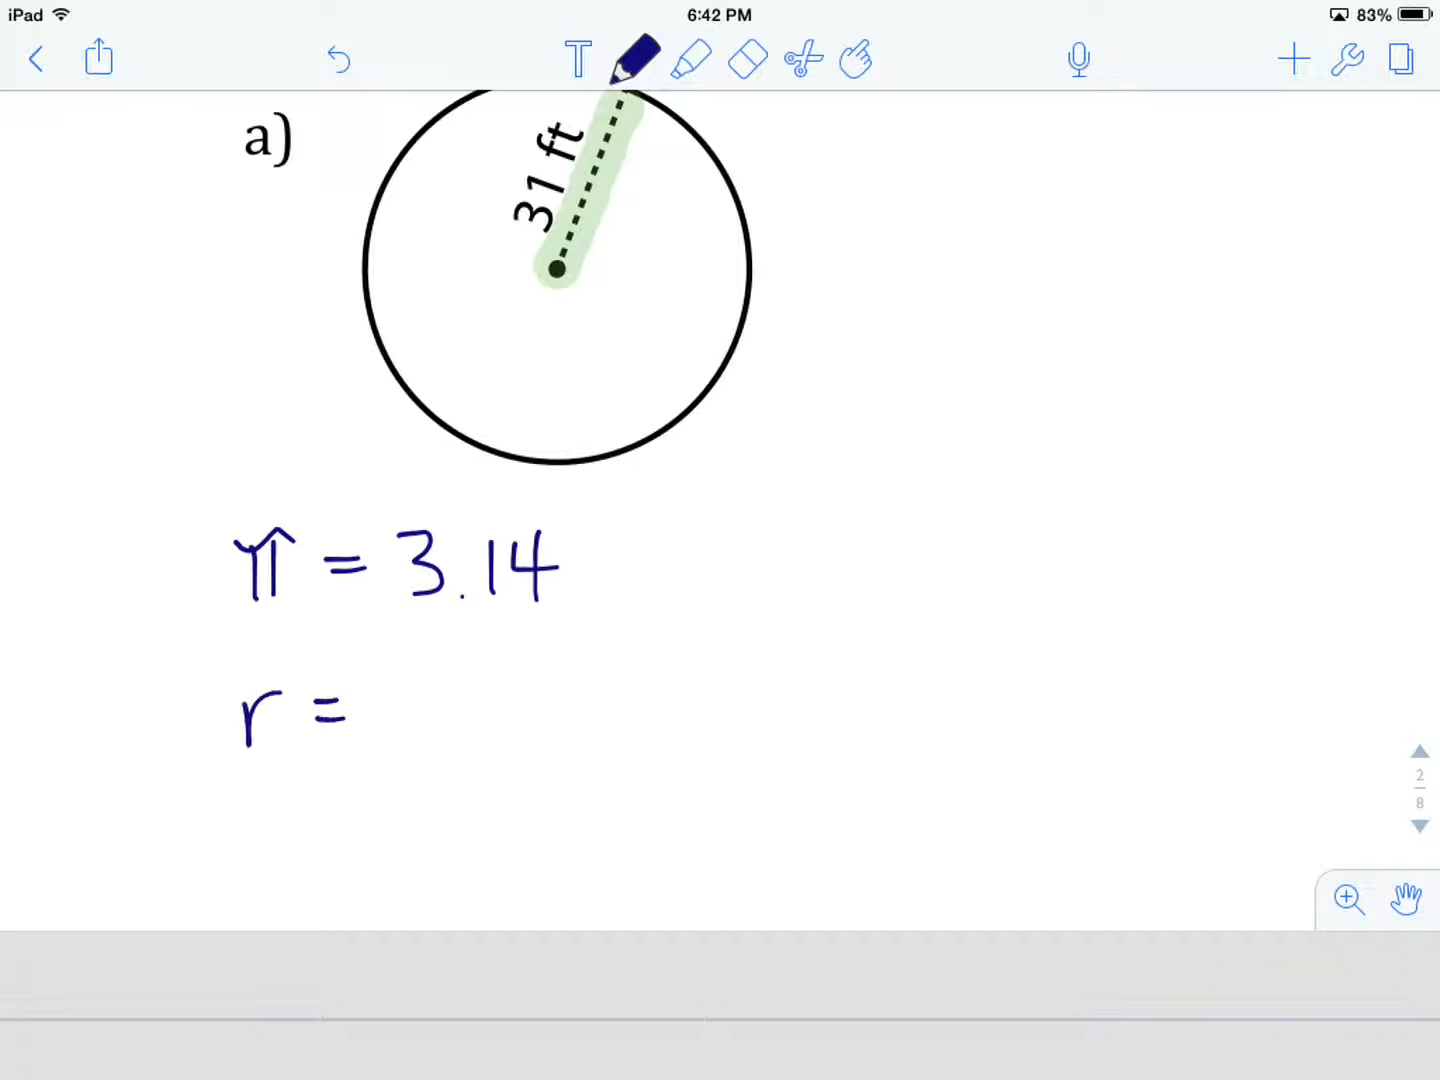 iPad 6:42 PM 83%
T
a)
31 ft
π = 3.14
r =
2
8